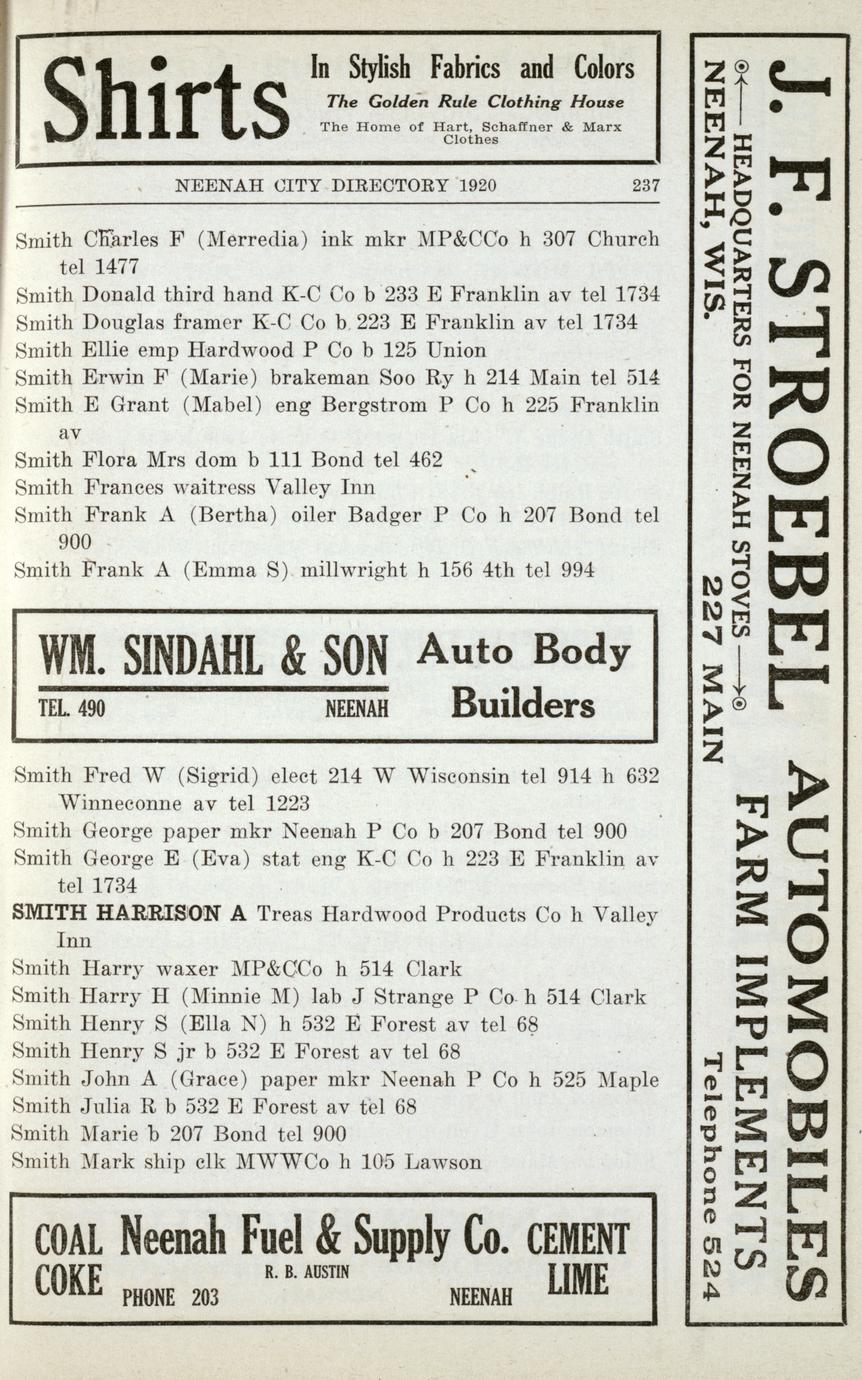 Shirts
In Stylish Fabrics and Colors
The Golden Rule Clothing House
The Home of Hart, Schaffner & Marx
Clothes
NEENAH CITY DIRECTORY 1920 237
Smith Charles F (Merredia) ink mkr MP&CCo h 307 Church
tel 1477
Smith Donald third hand K-C Co b 233 E Franklin av tel 1734
Smith Douglas framer K-C Co b 223 E Franklin av tel 1734
Smith Ellie emp Hardwood P Co b 125 Union
Smith Erwin F (Marie) brakeman Soo Ry h 214 Main tel 514
Smith E Grant (Mabel) eng Bergstrom P Co h 225 Franklin
av
Smith Flora Mrs dom b 111 Bond tel 462
Smith Frances waitress Valley Inn
Smith Frank A (Bertha) oiler Badger P Co h 207 Bond tel
900
Smith Frank A (Emma S) millwright h 156 4th tel 994
WM. SINDAHL & SON
TEL. 490 NEENAH
Auto Body
Builders
Smith Fred W (Sigrid) elect 214 W Wisconsin tel 914 h 632
Winneconne av tel 1223
Smith George paper mkr Neenah P Co b 207 Bond tel 900
Smith George E (Eva) stat eng K-C Co h 223 E Franklin av
tel 1734
SMITH HARRISON A Treas Hardwood Products Co h Valley
Inn
Smith Harry waxer MP&CCo h 514 Clark
Smith Harry H (Minnie M) lab J Strange P Co h 514 Clark
Smith Henry S (Ella N) h 532 E Forest av tel 68
Smith Henry S jr b 532 E Forest av tel 68
Smith John A (Grace) paper mkr Neenah P Co h 525 Maple
Smith Julia R b 532 E Forest av tel 68
Smith Marie b 207 Bond tel 900
Smith Mark ship clk MWWCo h 105 Lawson
COAL
COKE
Neenah Fuel & Supply Co.
R. B. AUSTIN
PHONE 203 NEENAH
CEMENT
LIME
J. F. STROEBEL AUTOMOBILES
HEADQUARTERS FOR NEENAH STOVES FARM IMPLEMENTS
NEENAH, WIS. 227 MAIN Telephone 524